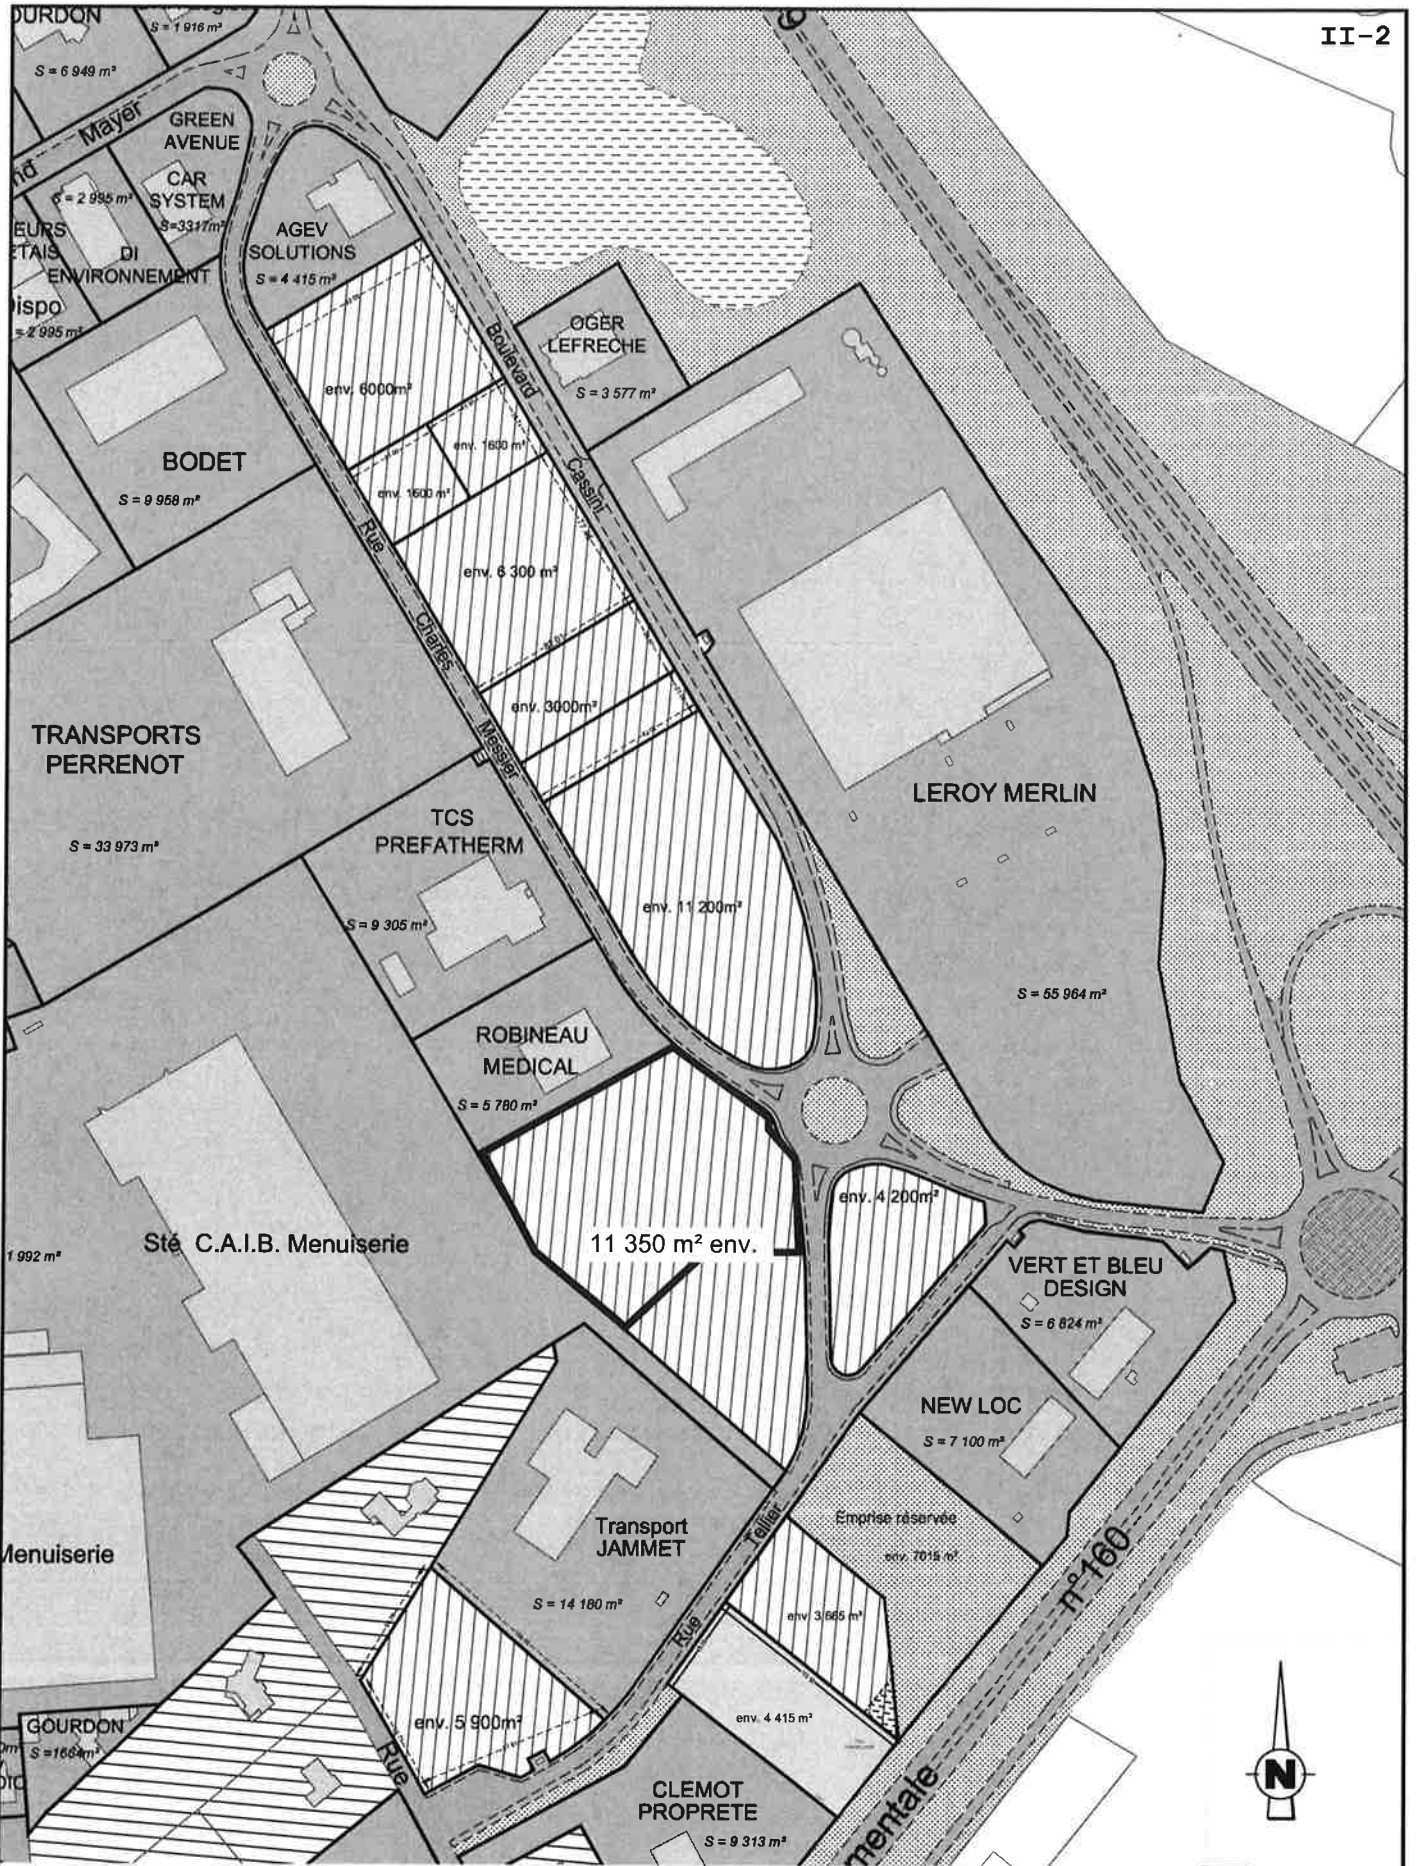 II-2
OURDON
S = 1 916 m²
S = 6 949 m²
Mayer
GREEN
AVENUE
CAR
SYSTEM
S=3317m²
S = 2 995 m²
DI
ENVIRONNEMENT
EURS
ETAIS
Dispo
= 2 995 m²
AGEV
SOLUTIONS
S = 4 415 m²
OGER
LEFRECHE
S = 3 577 m²
Boulevard
Cassini
env. 6000m²
env. 1600 m²
env. 1600 m²
BODET
S = 9 958 m²
env. 6 300 m²
Rue
Charles
Messier
env. 3000m²
TRANSPORTS
PERRENOT
S = 33 973 m²
LEROY MERLIN
S = 55 964 m²
TCS
PREFATHERM
S = 9 305 m²
env. 11 200m²
ROBINEAU
MEDICAL
S = 5 780 m²
env. 4 200m²
11 350 m² env.
Sté C.A.I.B. Menuiserie
1 992 m²
VERT ET BLEU
DESIGN
S = 6 824 m²
NEW LOC
S = 7 100 m²
Menuiserie
Transport
JAMMET
S = 14 180 m²
Rue
Tellier
Emprise réservée
env. 7015 m²
n°160
env. 3 665 m²
env. 4 415 m²
env. 5 900m²
GOURDON
S =1664m²
Rue
CLEMOT
PROPRETE
S = 9 313 m²
mentale
N